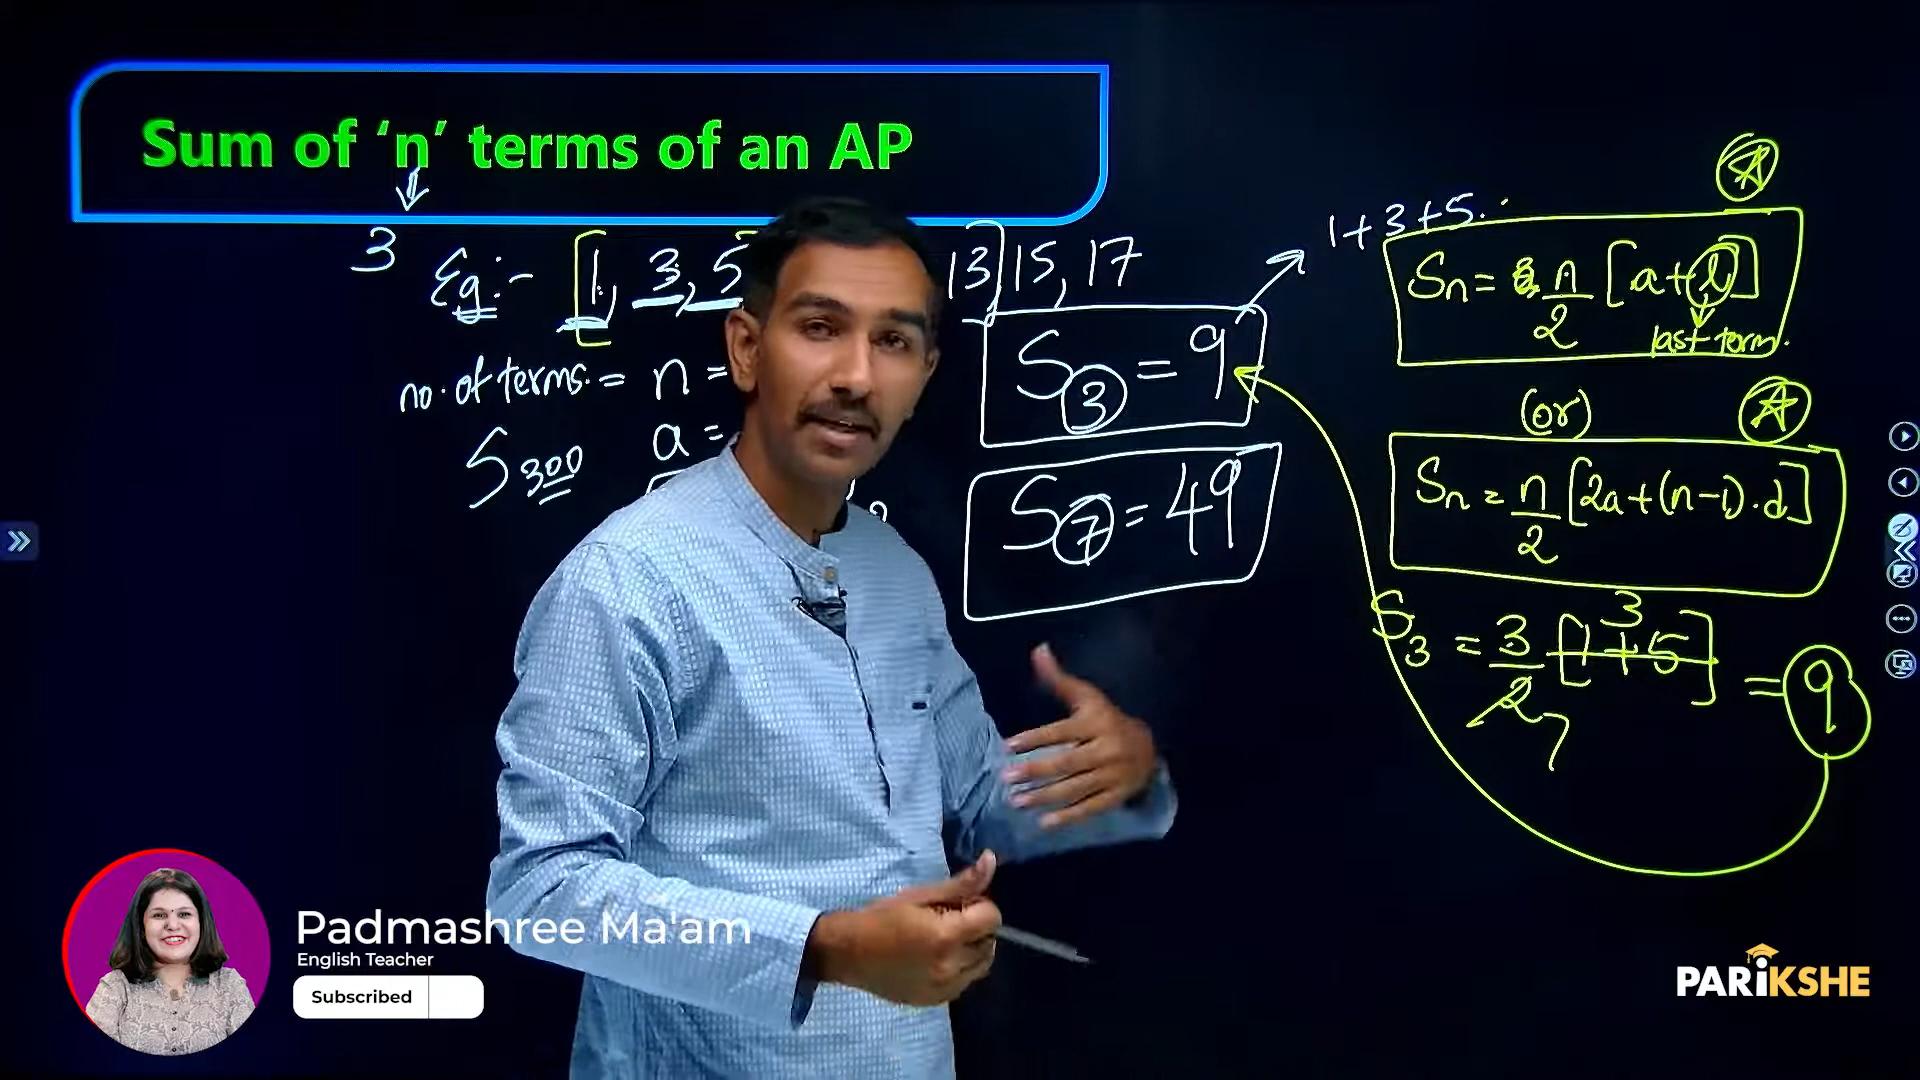 Sum of ‘n’ terms of an AP
3
Eg:- [1, 3, 5
13] 15, 17
no. of terms. = n =
S300
a =
S3 = 9
S7 = 49
1+3+5..
Sn = n/2 [a+l]
last term.
(or)
Sn = n/2 [2a+(n-1).d]
S3 = 3/2 [1+5] = 9
3
Padmashree Ma'am
English Teacher
Subscribed
PARIKSHE